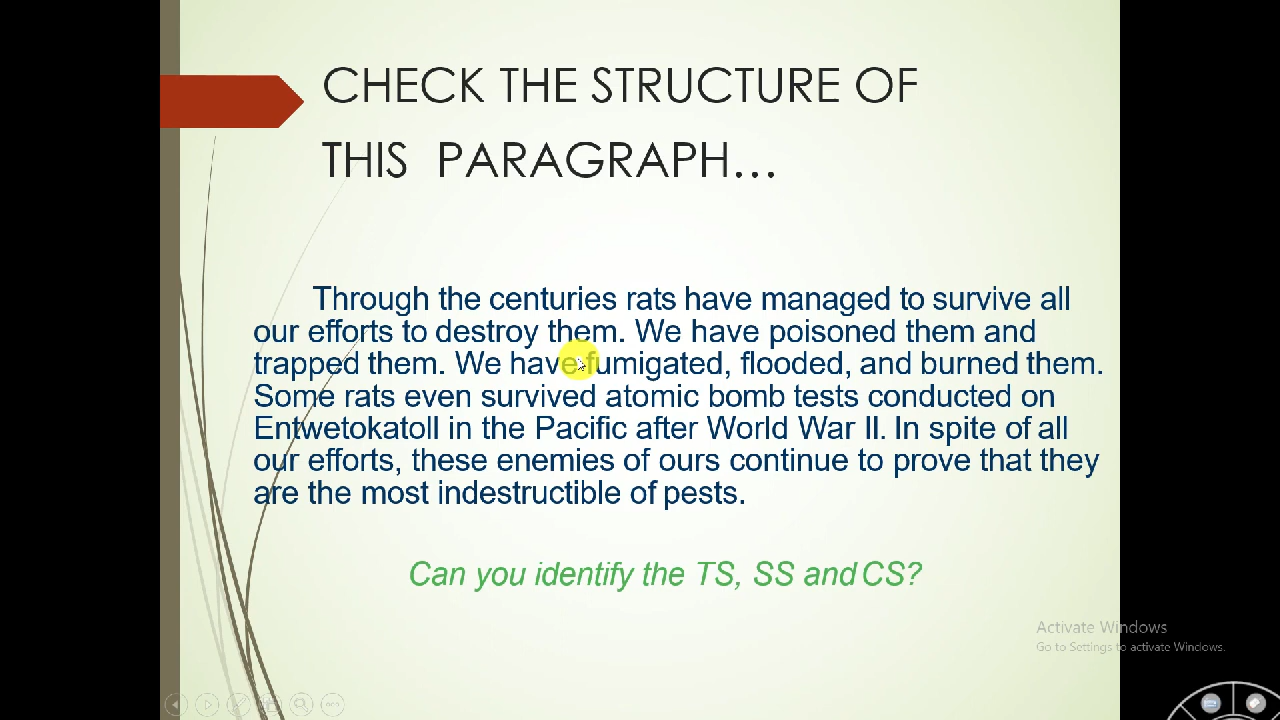 CHECK THE STRUCTURE OF
THIS PARAGRAPH...
Through the centuries rats have managed to survive all
our efforts to destroy them. We have poisoned them and
trapped them. We have fumigated, flooded, and burned them.
Some rats even survived atomic bomb tests conducted on
Entwetokatoll in the Pacific after World War II. In spite of all
our efforts, these enemies of ours continue to prove that they
are the most indestructible of pests.
Can you identify the TS, SS and CS?
Activate Windows
Go to Settings to activate Windows.